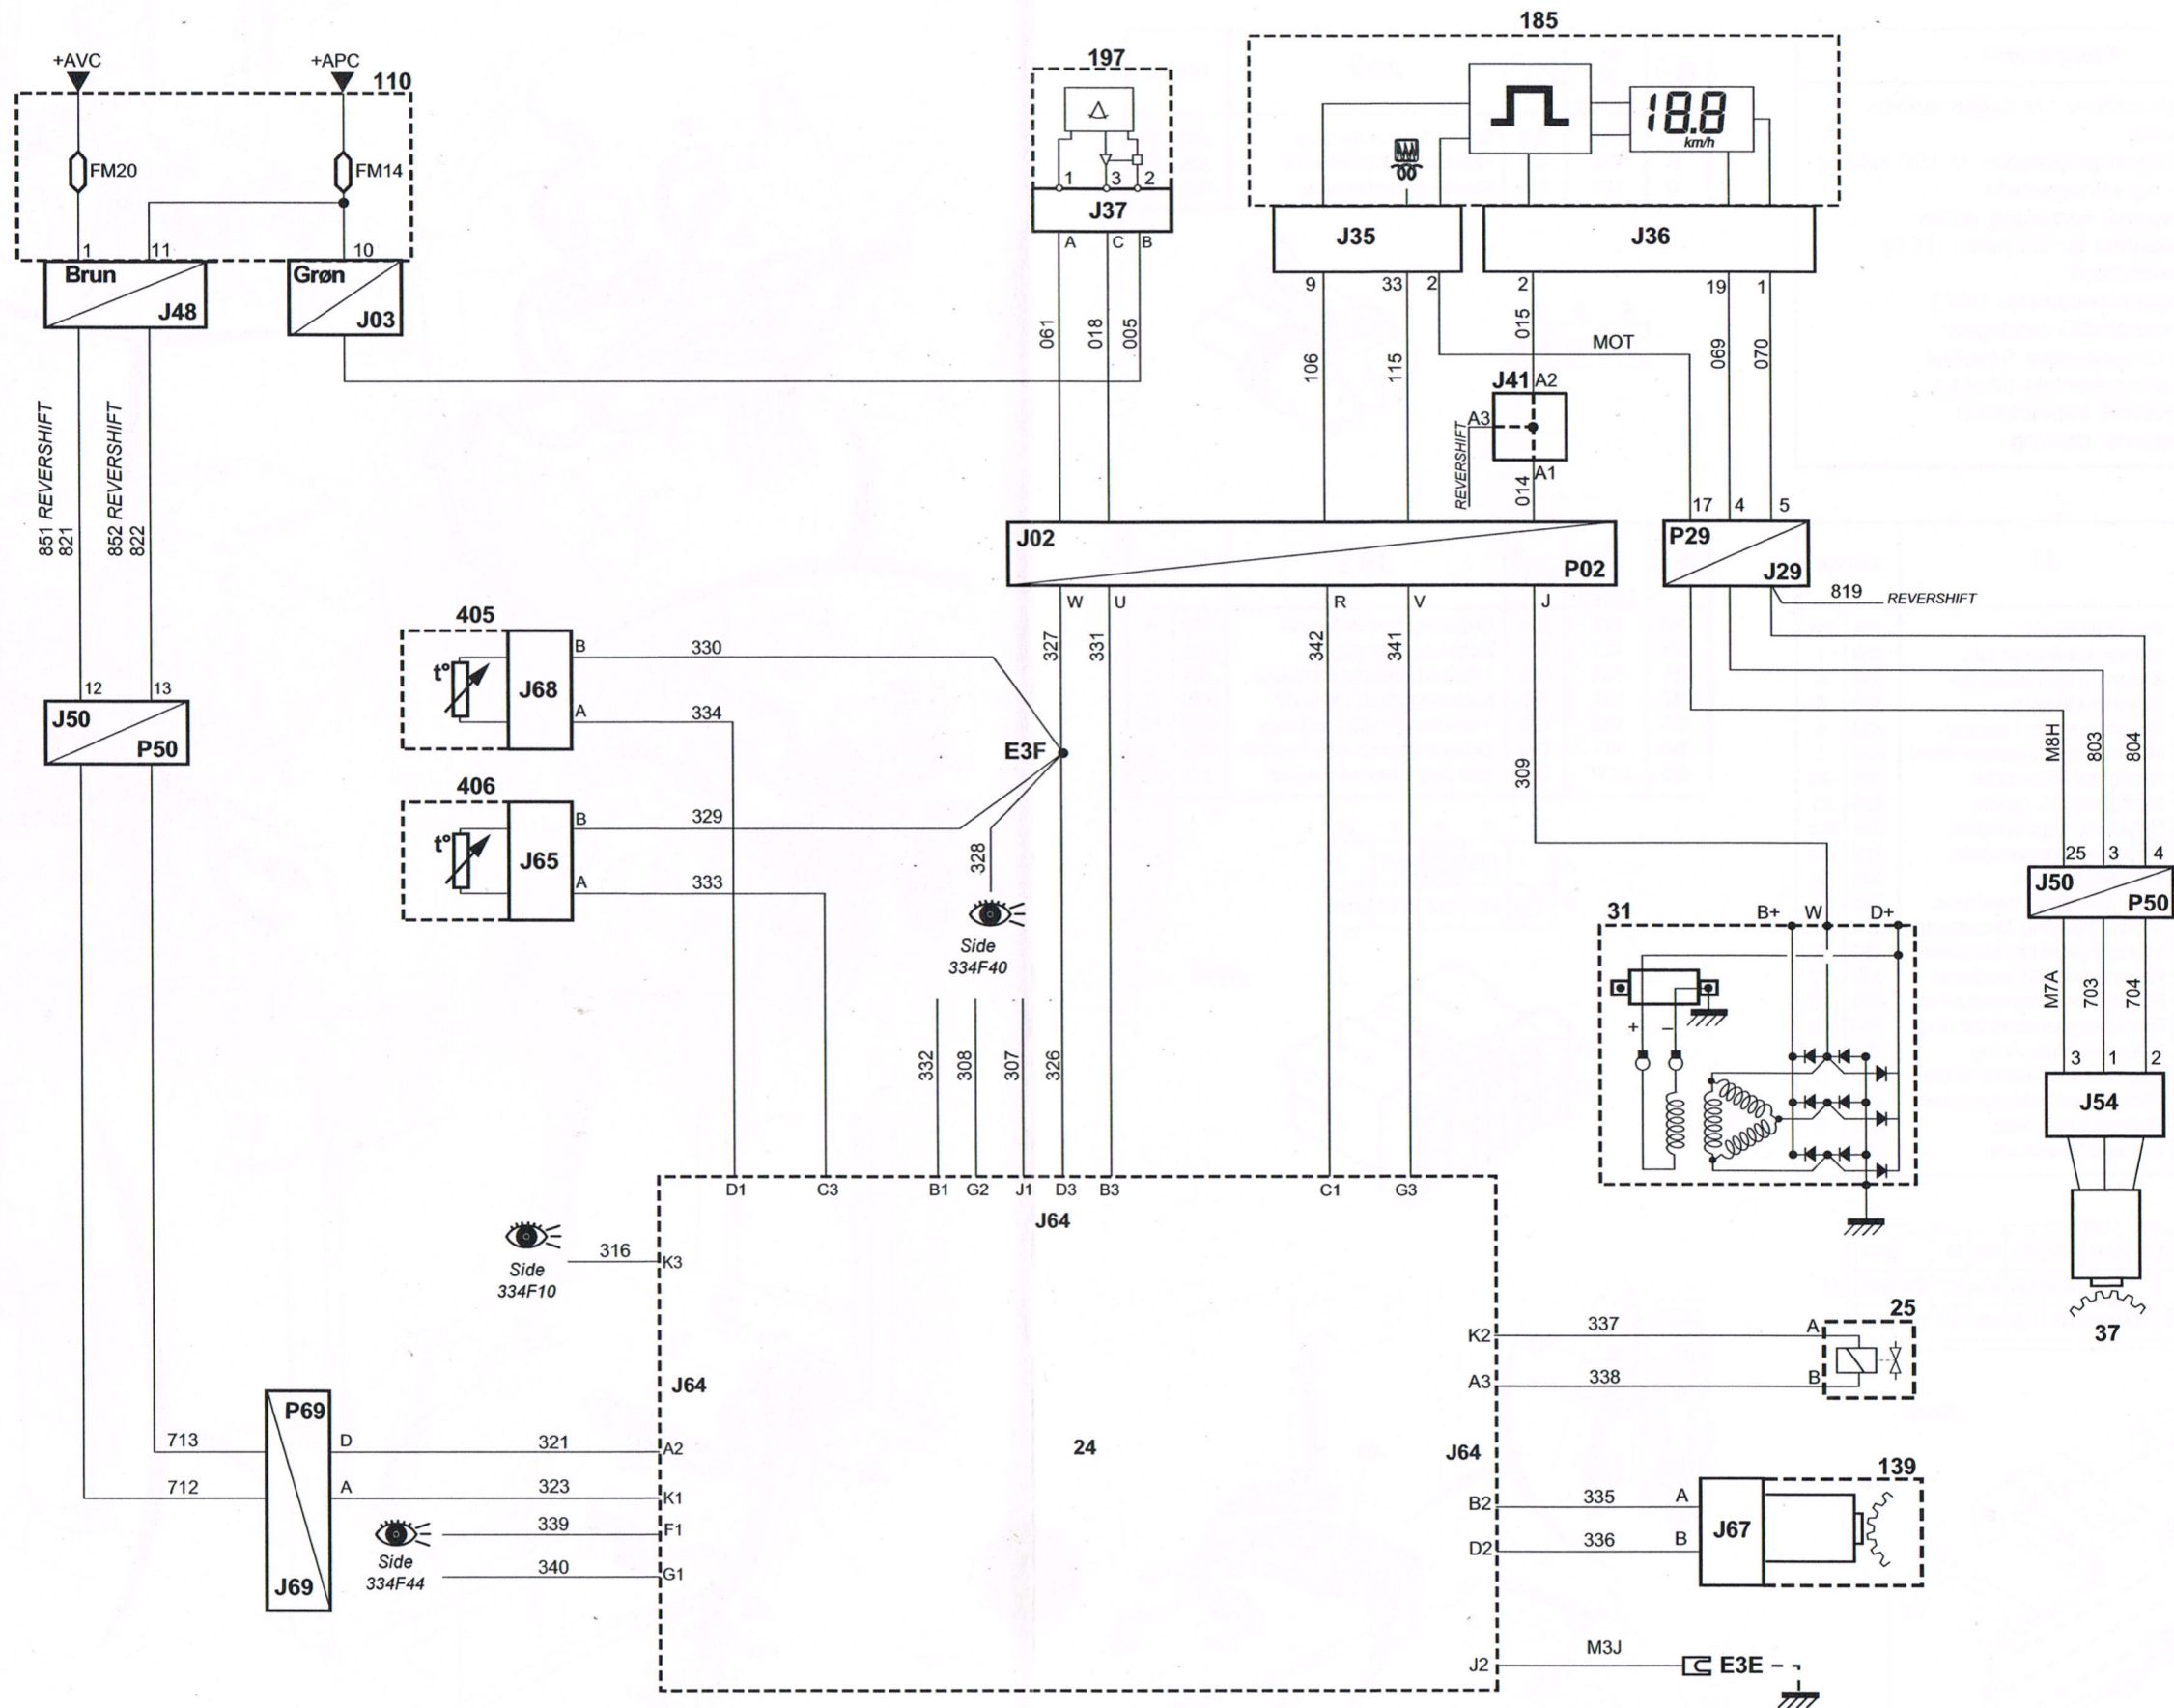 185
197
+AVC
+APC
110
18.8
km/h
FM20
FM14
1 3 2
J37
A C B
J35
J36
1 11 10
Brun
J48
Grøn
J03
9 33 2 2 19 1
061
018
005
106
115
015
MOT
069
070
J41 A2
A3
A1
REVERSHIFT
014
851 REVERSHIFT
821
852 REVERSHIFT
822
17 4 5
J02
P02
P29
J29
819 REVERSHIFT
W U R V J
327
331
342
341
309
405
t°
J68
B 330
A 334
12 13
J50
P50
E3F
406
t°
J65
B 329
A 333
328
Side
334F40
M8H
803
804
25 3 4
J50
P50
31
B+ W D+
+ –
M7A
703
704
3 1 2
J54
37
332
308
307
326
D1 C3 B1 G2 J1 D3 B3 C1 G3
J64
316 K3
Side
334F10
25
K2 337 A
A3 338 B
J64
24
J64
P69
J69
713 D 321 A2
712 A 323 K1
339 F1
340 G1
Side
334F44
139
B2 335 A
D2 336 B
J67
J2 M3J E3E